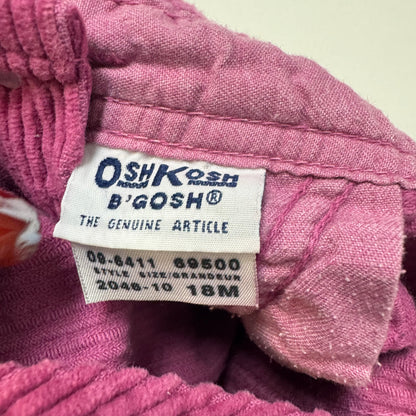 OSHKOSH
B'GOSH®
THE GENUINE ARTICLE
09-6411 69500
STYLE SIZE/GRANDEUR
2046-10 18M